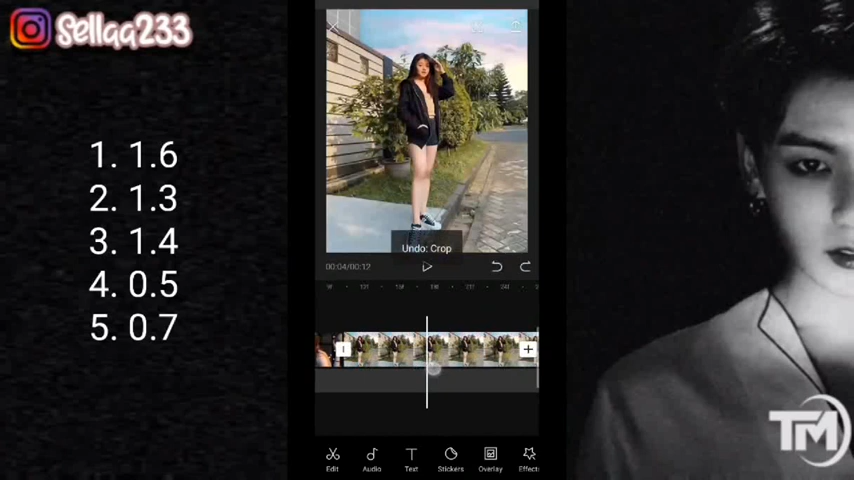 Sellaa233
1. 1.6
2. 1.3
3. 1.4
4. 0.5
5. 0.7
Undo: Crop
00:04/00:12
Edit
Audio
Text
Stickers
Overlay
Effects
TM